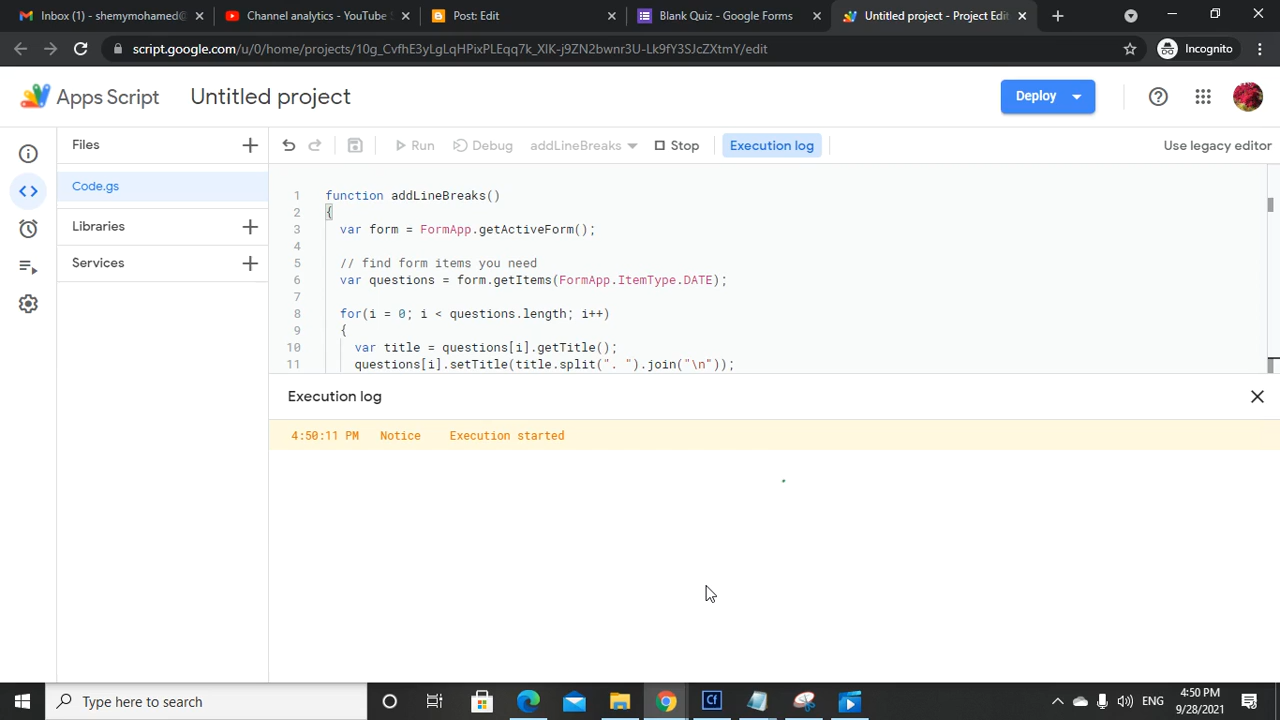 Inbox (1) - shemymohamed@
Channel analytics - YouTube
Post: Edit
Blank Quiz - Google Forms
Untitled project - Project Edit
script.google.com/u/0/home/projects/10g_CvfhE3yLgLqHPixPLEqq7k_XIK-j9ZN2bwnr3U-Lk9fY3SJcZXtmY/edit
Incognito
Apps Script
Untitled project
Deploy
Files
Run
Debug
addLineBreaks
Stop
Execution log
Use legacy editor
Code.gs
Libraries
Services
1 function addLineBreaks()
2 {
3 var form = FormApp.getActiveForm();
4
5 // find form items you need
6 var questions = form.getItems(FormApp.ItemType.DATE);
7
8 for(i = 0; i < questions.length; i++)
9 {
10 var title = questions[i].getTitle();
11 questions[i].setTitle(title.split(". ").join("\n"));
Execution log
4:50:11 PM Notice Execution started
Type here to search
Cf
ENG
4:50 PM
9/28/2021